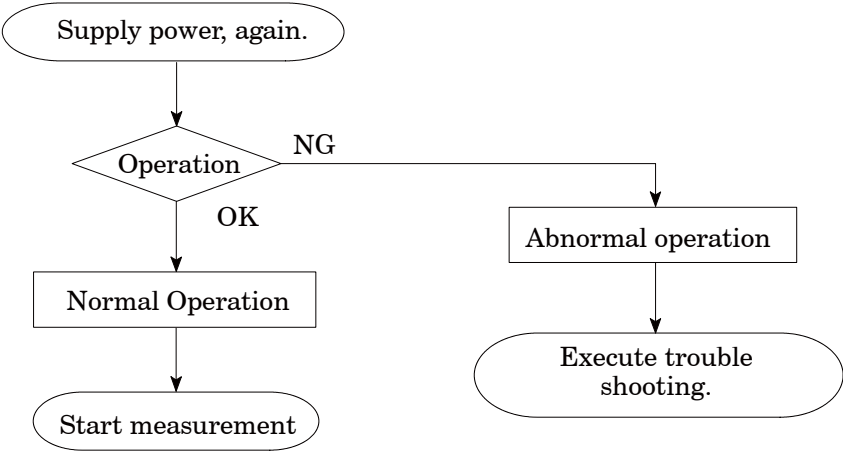 Supply power, again.
Operation
NG
OK
Abnormal operation
Normal Operation
Execute trouble
shooting.
Start measurement